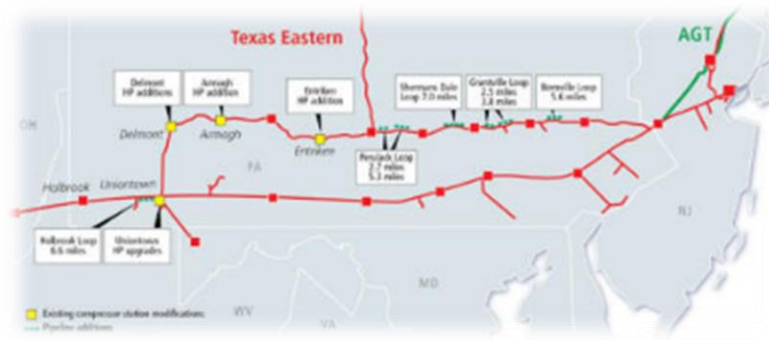 Texas Eastern
AGT
Delmont
HP additions
Armagh
HP addition
Entriken
HP addition
Shermans Dale
Loop 7.0 miles
Grantville Loop
2.5 miles
3.8 miles
Bernville Loop
5.6 miles
Delmont
Armagh
Entriken
OH
PA
Perulack Loop
2.7 miles
5.3 miles
Holbrook
Uniontown
NJ
Holbrook Loop
6.6 miles
Uniontown
HP upgrades
MD
WV
VA
Existing compressor station modifications
Pipeline additions